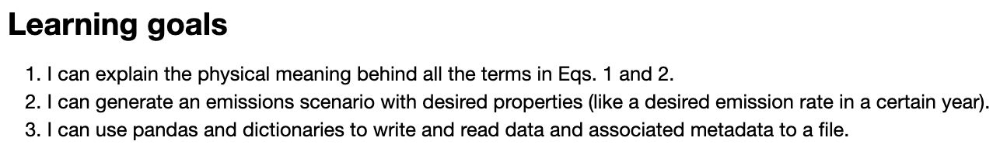 Learning goals
1. I can explain the physical meaning behind all the terms in Eqs. 1 and 2.
2. I can generate an emissions scenario with desired properties (like a desired emission rate in a certain year).
3. I can use pandas and dictionaries to write and read data and associated metadata to a file.